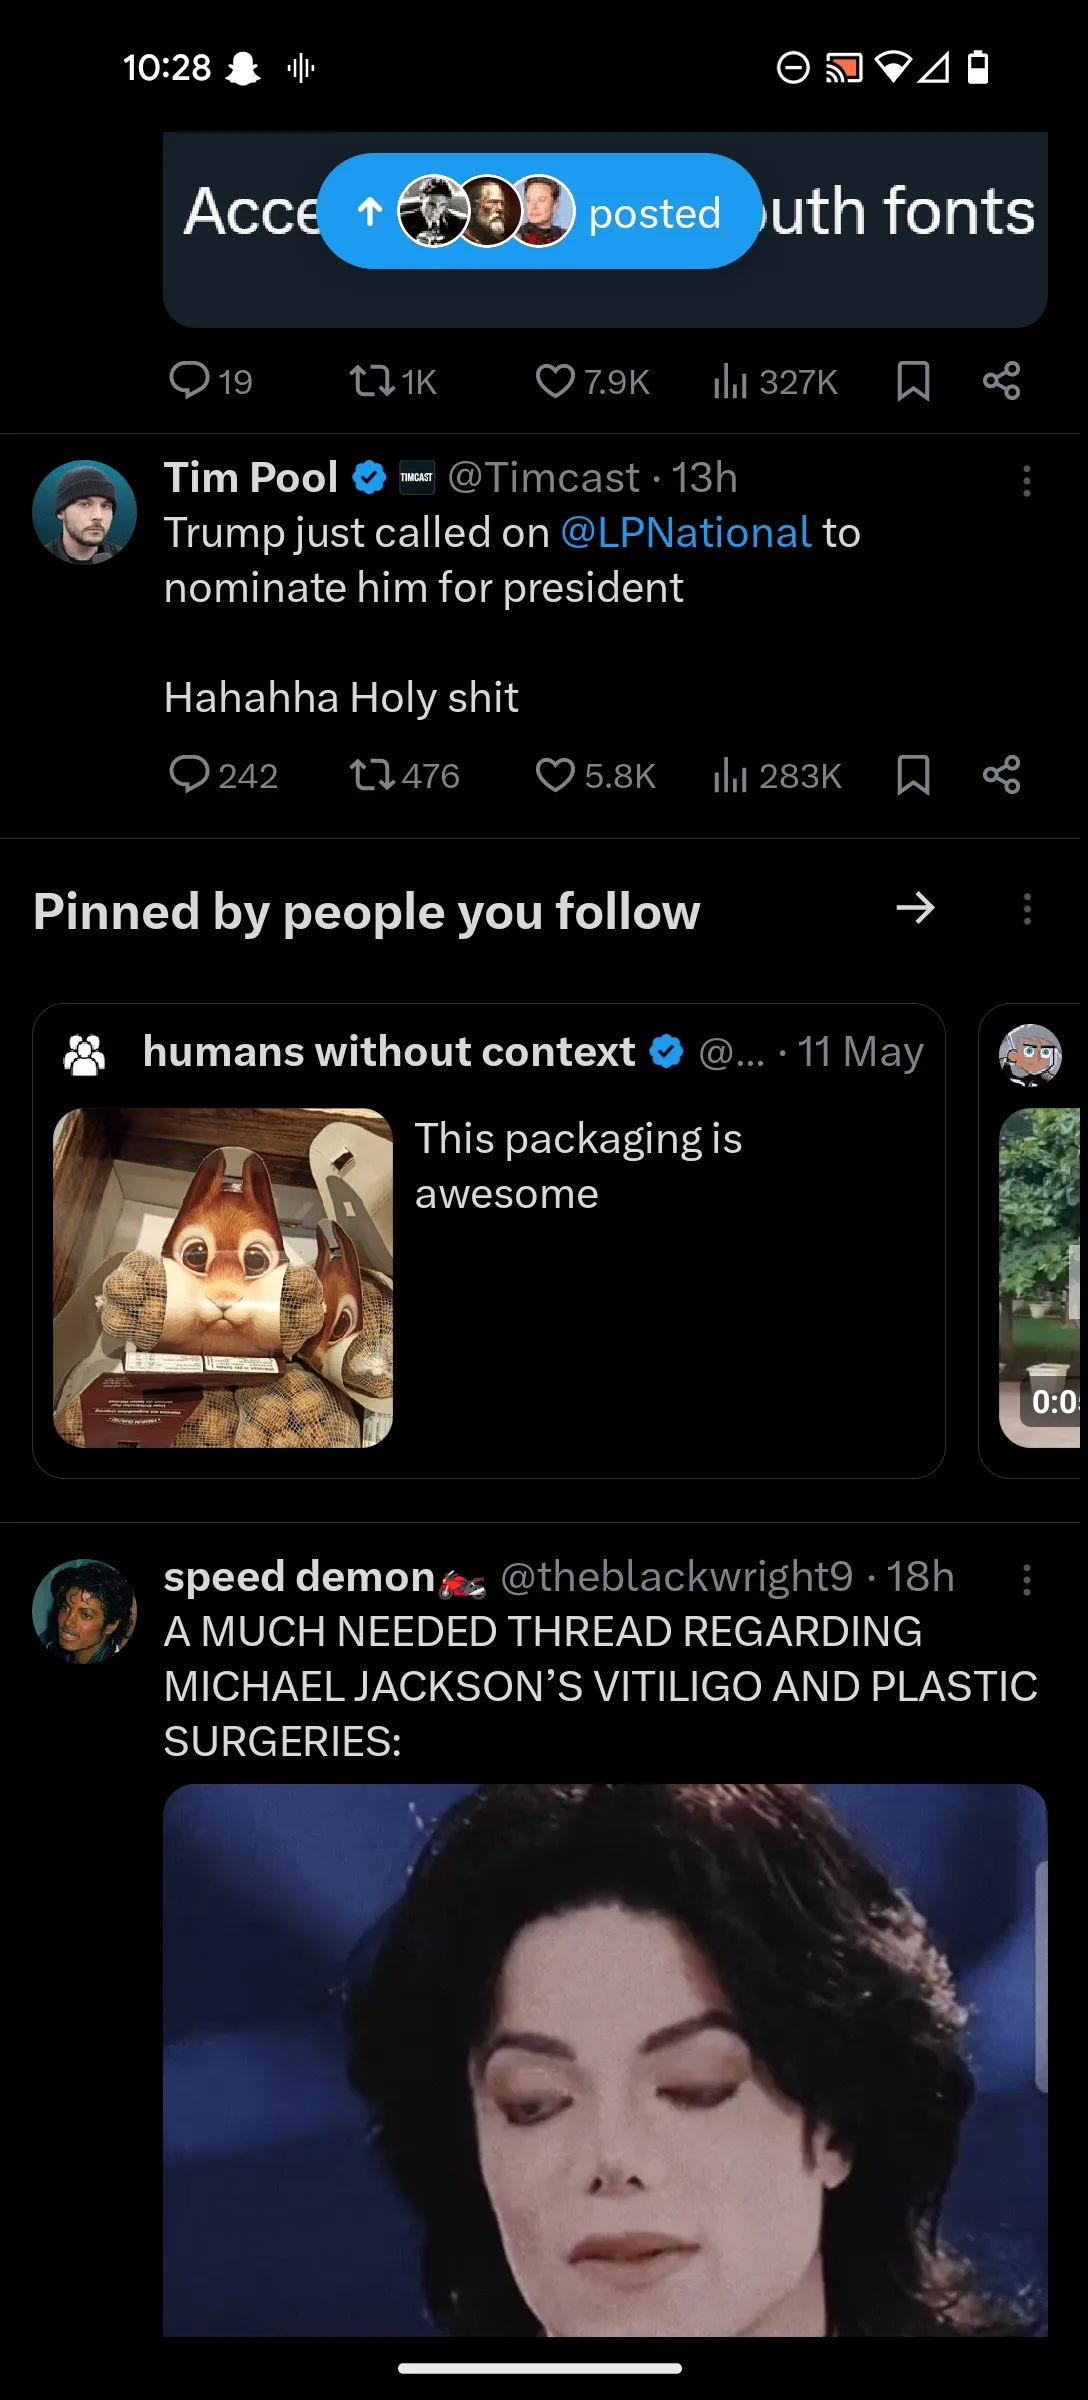 10:28
Acce
posted
outh fonts
19
1K
7.9K
327K
Tim Pool TIMCAST @Timcast · 13h
Trump just called on @LPNational to
nominate him for president
Hahahha Holy shit
242
476
5.8K
283K
Pinned by people you follow
humans without context @... · 11 May
This packaging is
awesome
0:0
speed demon🏍️ @theblackwright9 · 18h
A MUCH NEEDED THREAD REGARDING
MICHAEL JACKSON’S VITILIGO AND PLASTIC
SURGERIES: